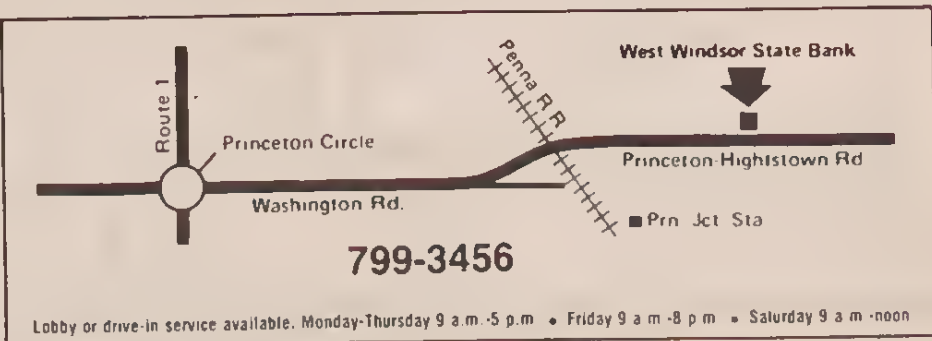 West Windsor State Bank
Penna R R
Route 1
Princeton Circle
Princeton-Hightstown Rd
Washington Rd.
Prn Jct Sta
799-3456
Lobby or drive-in service available. Monday-Thursday 9 a.m.-5 p.m • Friday 9 a m -8 p m • Saturday 9 a m -noon